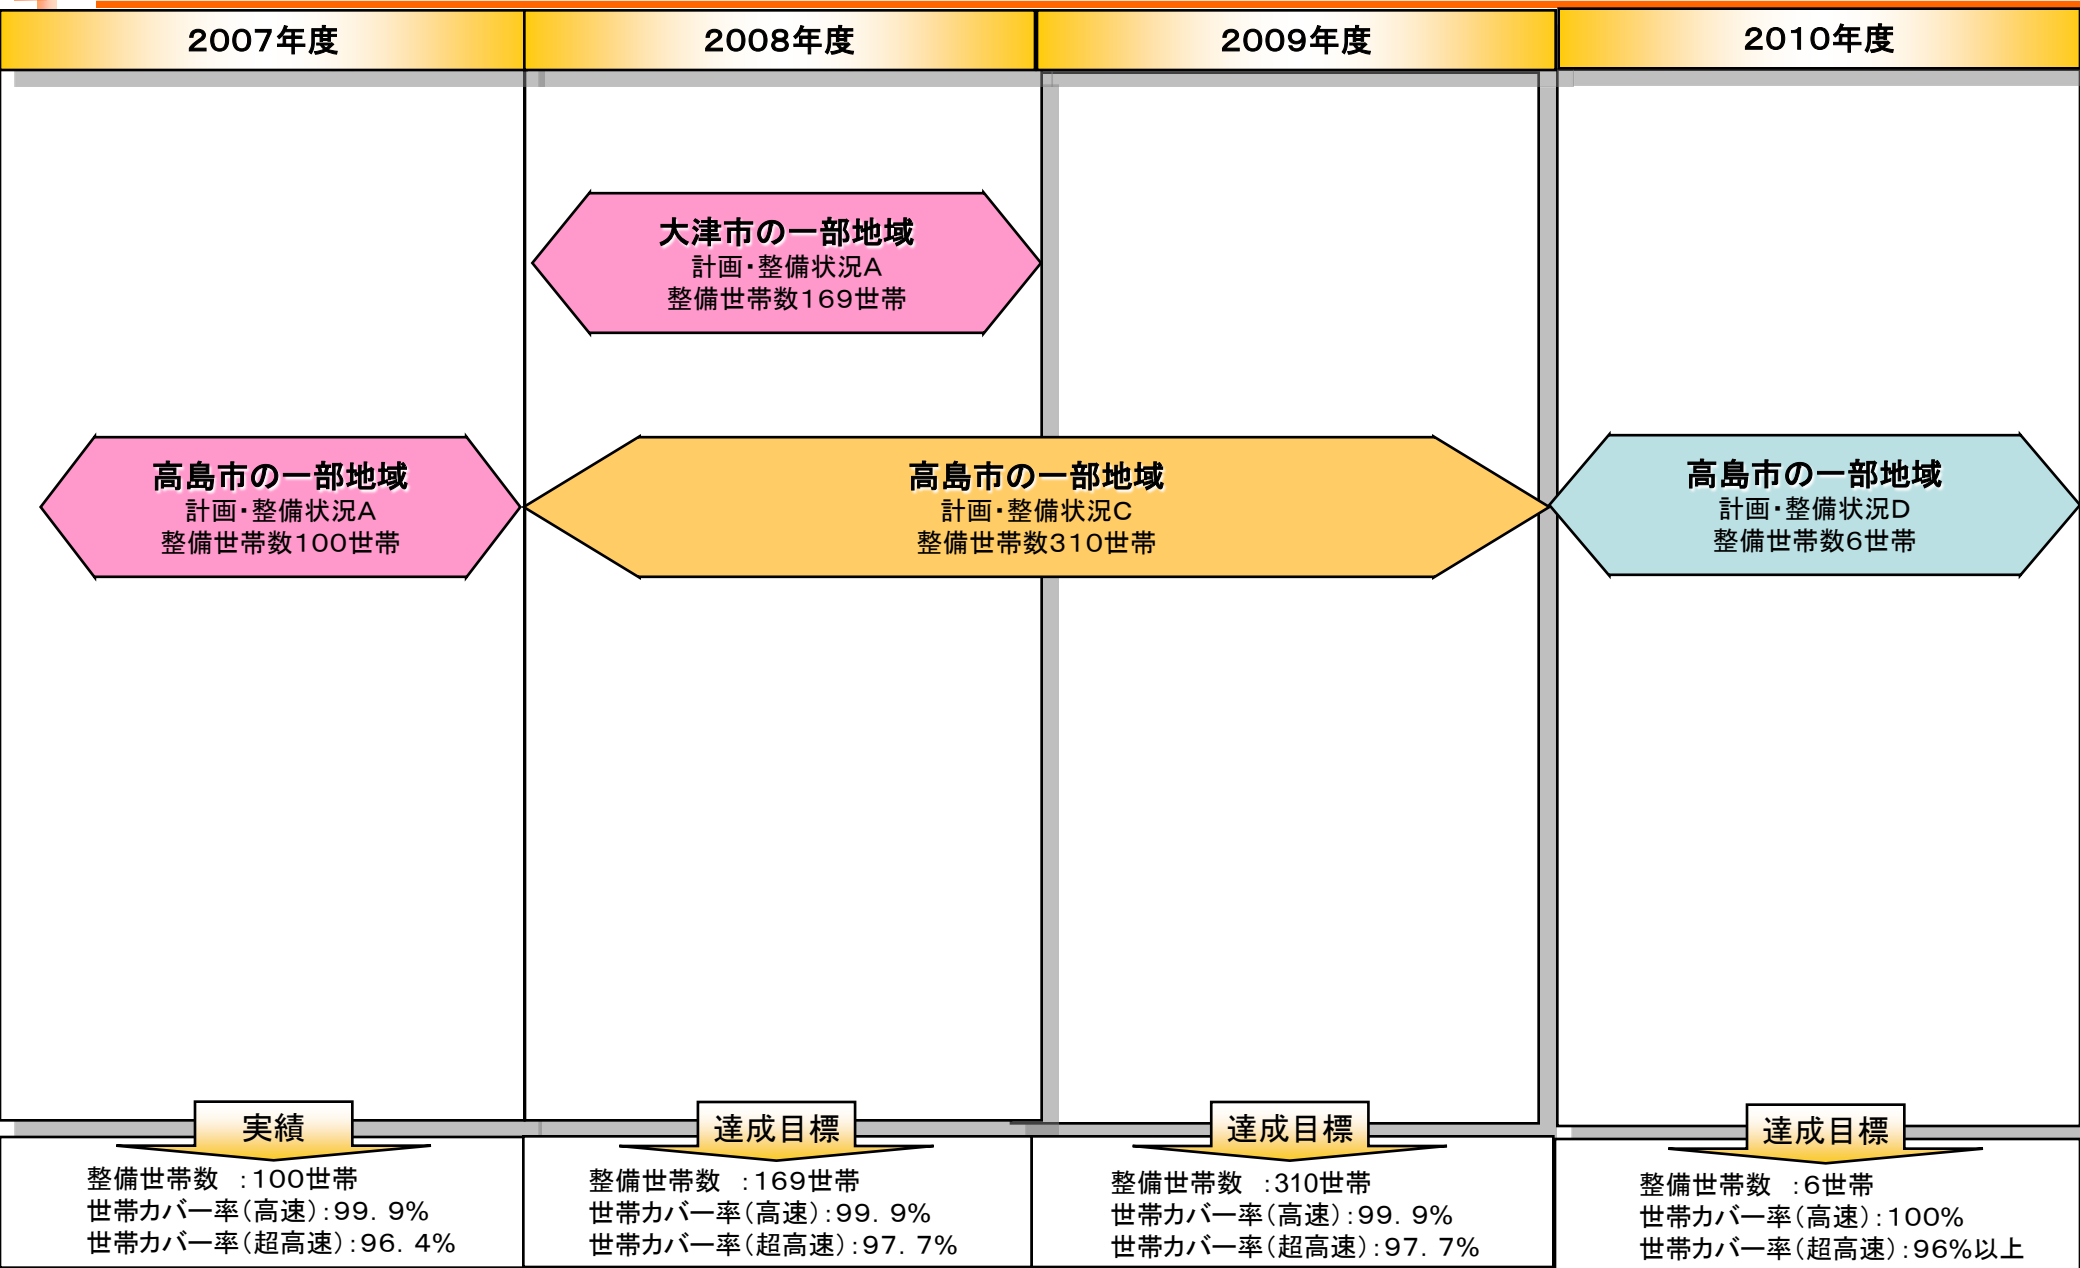 2007年度
2008年度
2009年度
2010年度
大津市の一部地域
計画・整備状況A
整備世帯数169世帯
高島市の一部地域
計画・整備状況A
整備世帯数100世帯
高島市の一部地域
計画・整備状況C
整備世帯数310世帯
高島市の一部地域
計画・整備状況D
整備世帯数6世帯
実績
整備世帯数　:100世帯
世帯カバー率(高速):99. 9%
世帯カバー率(超高速):96. 4%
達成目標
整備世帯数　:169世帯
世帯カバー率(高速):99. 9%
世帯カバー率(超高速):97. 7%
達成目標
整備世帯数　:310世帯
世帯カバー率(高速):99. 9%
世帯カバー率(超高速):97. 7%
達成目標
整備世帯数　:6世帯
世帯カバー率(高速):100%
世帯カバー率(超高速):96%以上